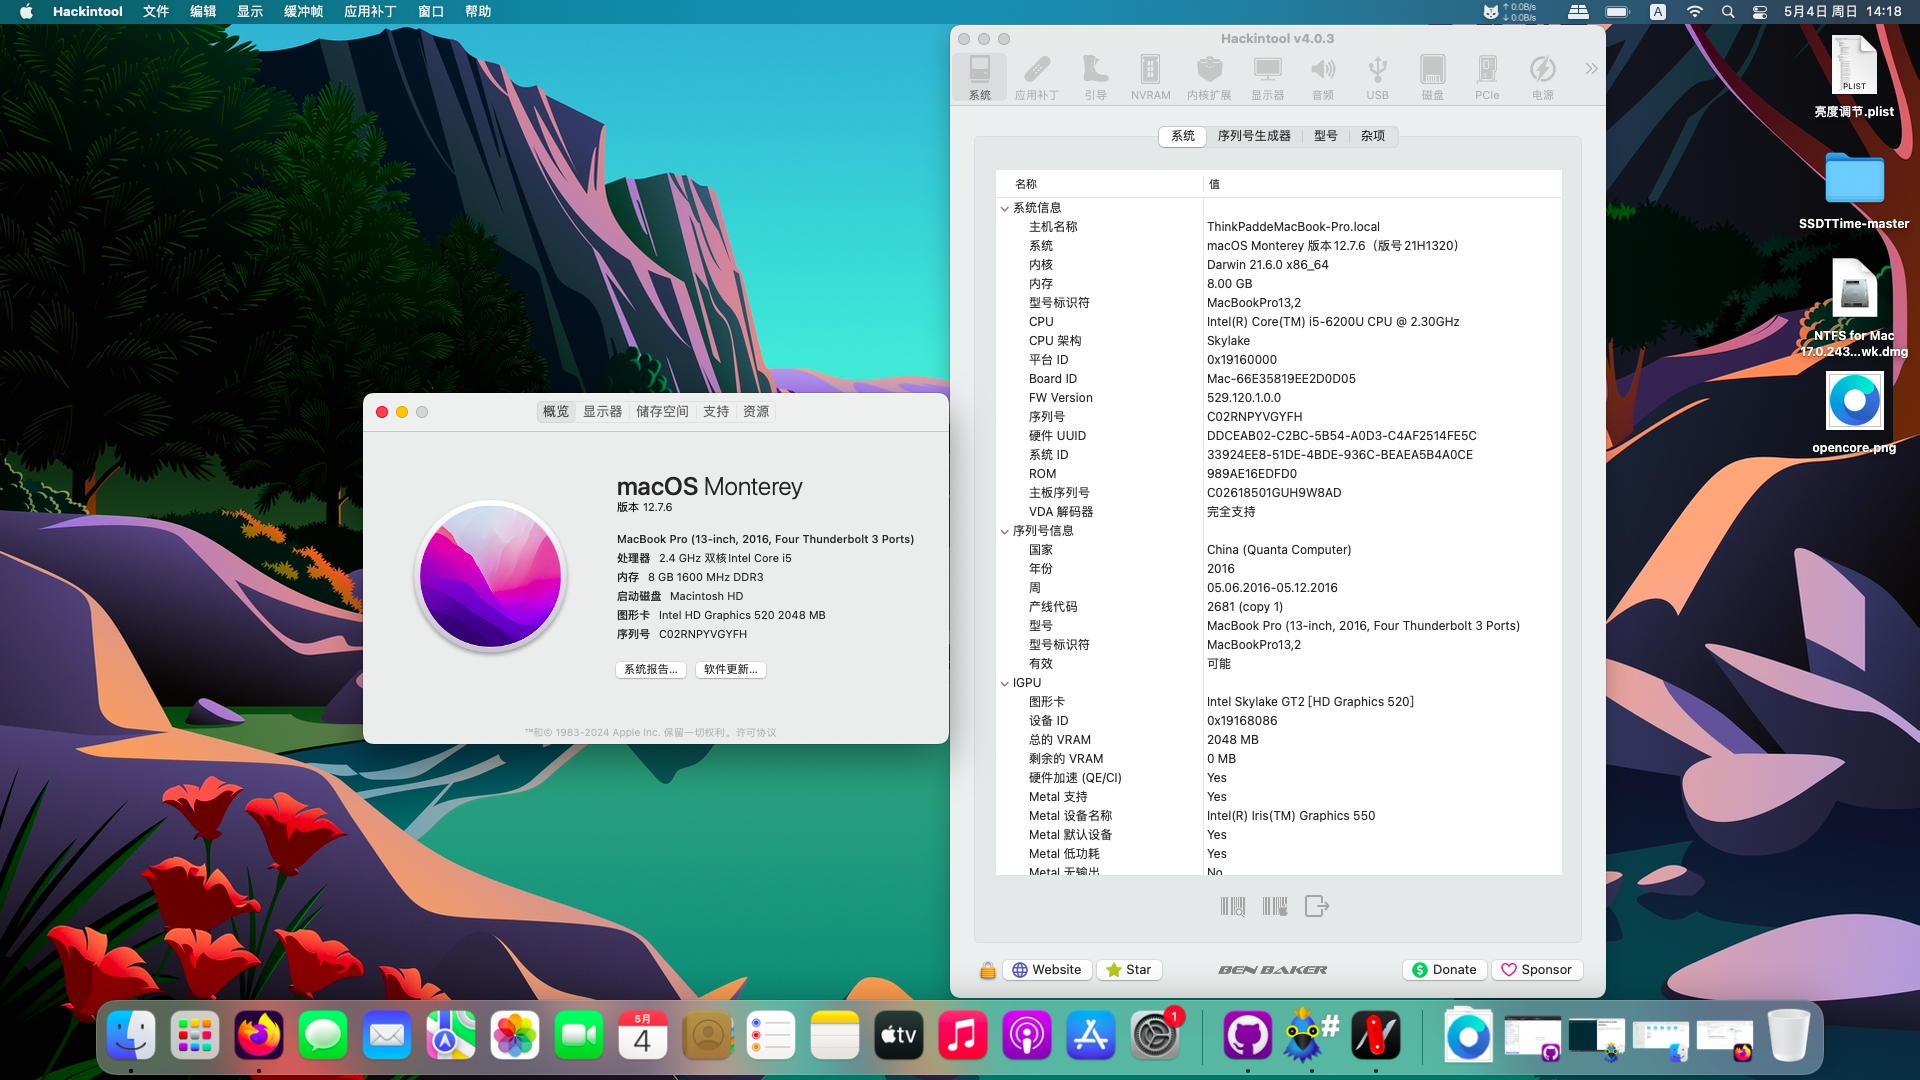 Hackintool 文件 编辑 显示 缓冲帧 应用补丁 窗口 帮助
↑ 0.0B/s
↓ 0.0B/s
A 5月4日 周日 14:18
Hackintool v4.0.3
系统 应用补丁 引导 NVRAM 内核扩展 显示器 音频 USB 磁盘 PCIe 电源
系统 序列号生成器 型号 杂项
名称 值
系统信息
主机名称 ThinkPaddeMacBook-Pro.local
系统 macOS Monterey 版本12.7.6（版号21H1320）
内核 Darwin 21.6.0 x86_64
内存 8.00 GB
型号标识符 MacBookPro13,2
CPU Intel(R) Core(TM) i5-6200U CPU @ 2.30GHz
CPU 架构 Skylake
平台 ID 0x19160000
Board ID Mac-66E35819EE2D0D05
FW Version 529.120.1.0.0
序列号 C02RNPYVGYFH
硬件 UUID DDCEAB02-C2BC-5B54-A0D3-C4AF2514FE5C
系统 ID 33924EE8-51DE-4BDE-936C-BEAEA5B4A0CE
ROM 989AE16EDFD0
主板序列号 C02618501GUH9W8AD
VDA 解码器 完全支持
序列号信息
国家 China (Quanta Computer)
年份 2016
周 05.06.2016-05.12.2016
产线代码 2681 (copy 1)
型号 MacBook Pro (13-inch, 2016, Four Thunderbolt 3 Ports)
型号标识符 MacBookPro13,2
有效 可能
IGPU
图形卡 Intel Skylake GT2 [HD Graphics 520]
设备 ID 0x19168086
总的 VRAM 2048 MB
剩余的 VRAM 0 MB
硬件加速 (QE/CI) Yes
Metal 支持 Yes
Metal 设备名称 Intel(R) Iris(TM) Graphics 550
Metal 默认设备 Yes
Metal 低功耗 Yes
Metal 无输出 No
Website Star BEN BAKER Donate Sponsor
概览 显示器 储存空间 支持 资源
macOS Monterey
版本 12.7.6
MacBook Pro (13-inch, 2016, Four Thunderbolt 3 Ports)
处理器 2.4 GHz 双核Intel Core i5
内存 8 GB 1600 MHz DDR3
启动磁盘 Macintosh HD
图形卡 Intel HD Graphics 520 2048 MB
序列号 C02RNPYVGYFH
系统报告... 软件更新...
™和© 1983-2024 Apple Inc. 保留一切权利。许可协议
PLIST
亮度调节.plist
SSDTTime-master
NTFS for Mac
17.0.243...wk.dmg
opencore.png
5月
4
tv
1
#